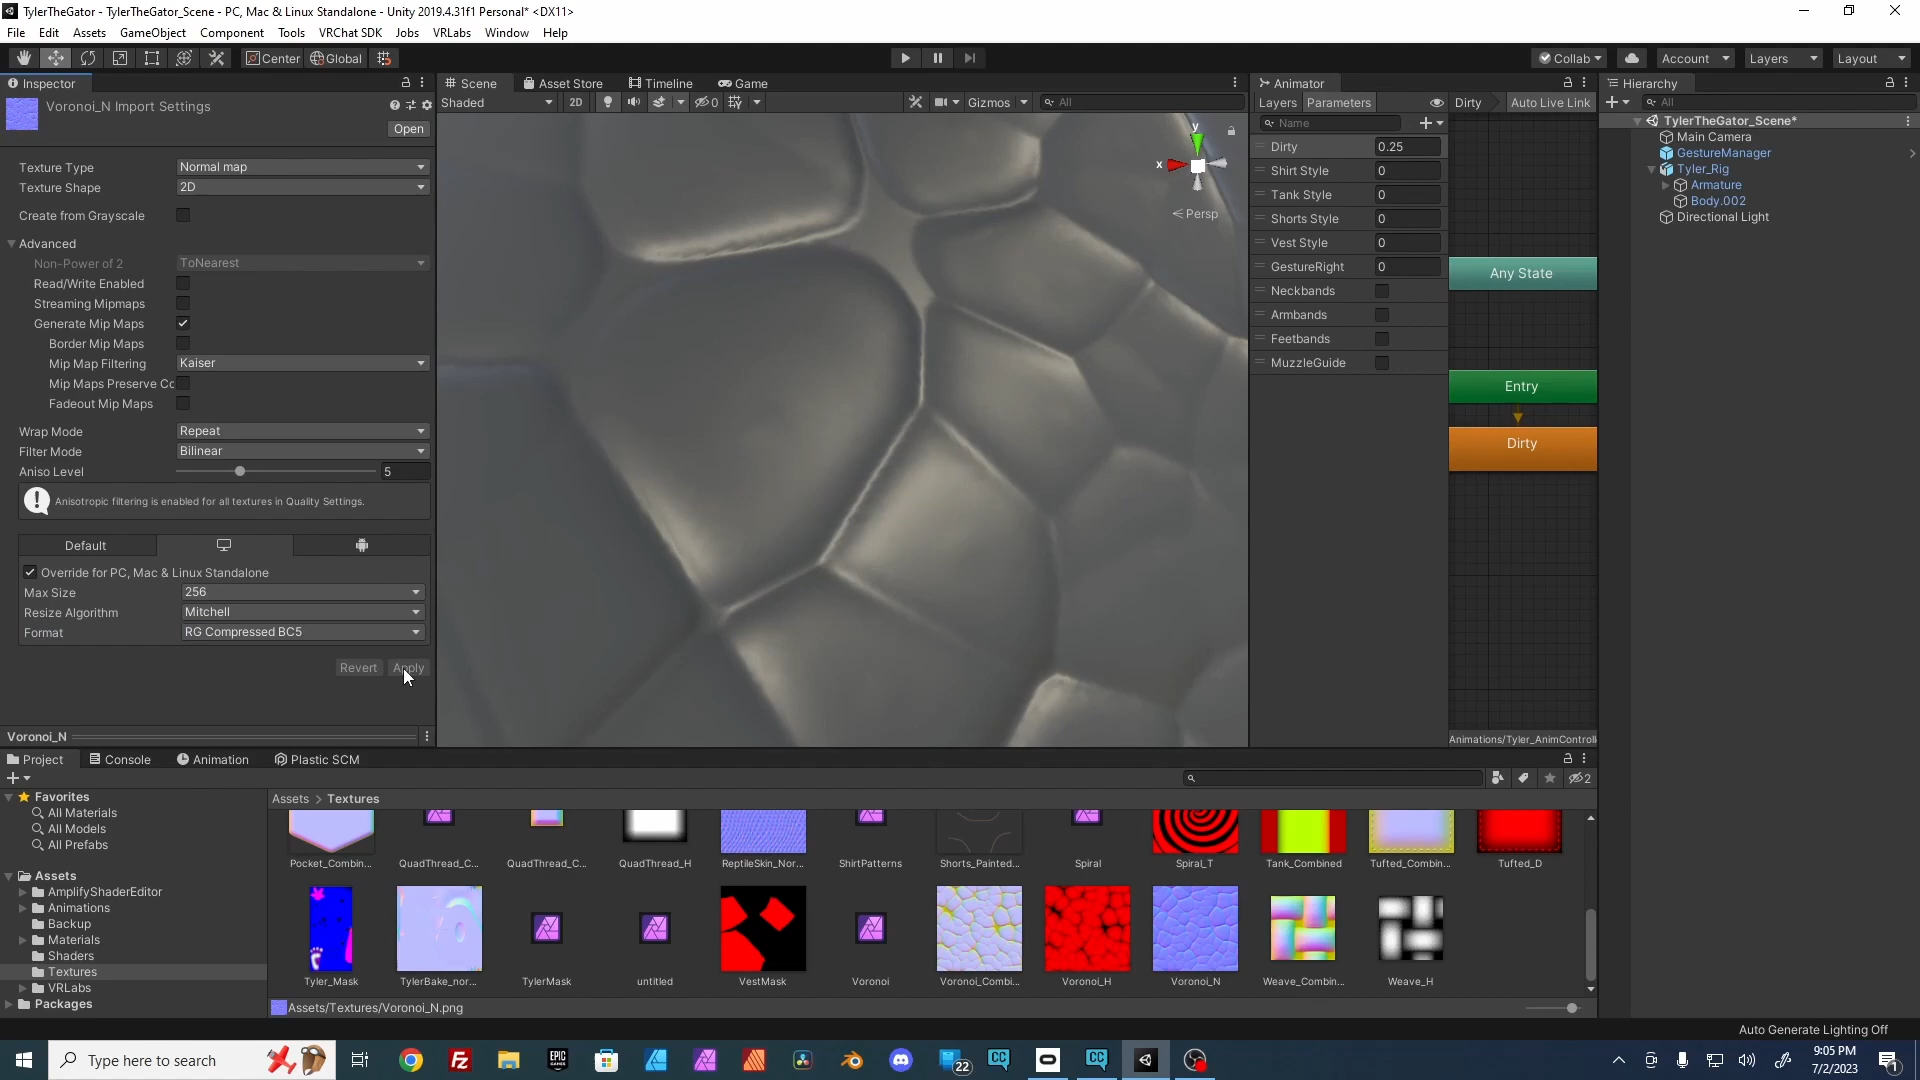 TylerTheGator - TylerTheGator_Scene - PC, Mac & Linux Standalone - Unity 2019.4.31f1 Personal* <DX11>
File Edit Assets GameObject Component Tools VRChat SDK Jobs VRLabs Window Help
Center Global Collab Account Layers Layout
Inspector
Voronoi_N Import Settings
Open
Texture Type Normal map
Texture Shape 2D
Create from Grayscale
Advanced
Non-Power of 2 ToNearest
Read/Write Enabled
Streaming Mipmaps
Generate Mip Maps
Border Mip Maps
Mip Map Filtering Kaiser
Mip Maps Preserve Cc
Fadeout Mip Maps
Wrap Mode Repeat
Filter Mode Bilinear
Aniso Level 5
Anisotropic filtering is enabled for all textures in Quality Settings.
Default
Override for PC, Mac & Linux Standalone
Max Size 256
Resize Algorithm Mitchell
Format RG Compressed BC5
Revert Apply
Voronoi_N
Scene Asset Store Timeline Game
Shaded 2D 0 Gizmos All
y
x
Persp
Animator
Layers Parameters Dirty Auto Live Link
Name
Dirty 0.25
Shirt Style 0
Tank Style 0
Shorts Style 0
Vest Style 0
GestureRight 0
Neckbands
Armbands
Feetbands
MuzzleGuide
Any State
Entry
Dirty
Animations/Tyler_AnimControll
Hierarchy
All
TylerTheGator_Scene*
Main Camera
GestureManager
Tyler_Rig
Armature
Body.002
Directional Light
Project Console Animation Plastic SCM
2
Favorites
All Materials
All Models
All Prefabs
Assets
AmplifyShaderEditor
Animations
Backup
Materials
Shaders
Textures
VRLabs
Packages
Assets > Textures
Pocket_Combin... QuadThread_C... QuadThread_C... QuadThread_H ReptileSkin_Nor... ShirtPatterns Shorts_Painted... Spiral Spiral_T Tank_Combined Tufted_Combin... Tufted_D
Tyler_Mask TylerBake_nor... TylerMask untitled VestMask Voronoi Voronoi_Combi... Voronoi_H Voronoi_N Weave_Combin... Weave_H
Assets/Textures/Voronoi_N.png
Auto Generate Lighting Off
Type here to search
EPIC GAMES
22
CC
CC
9:05 PM
7/2/2023
1